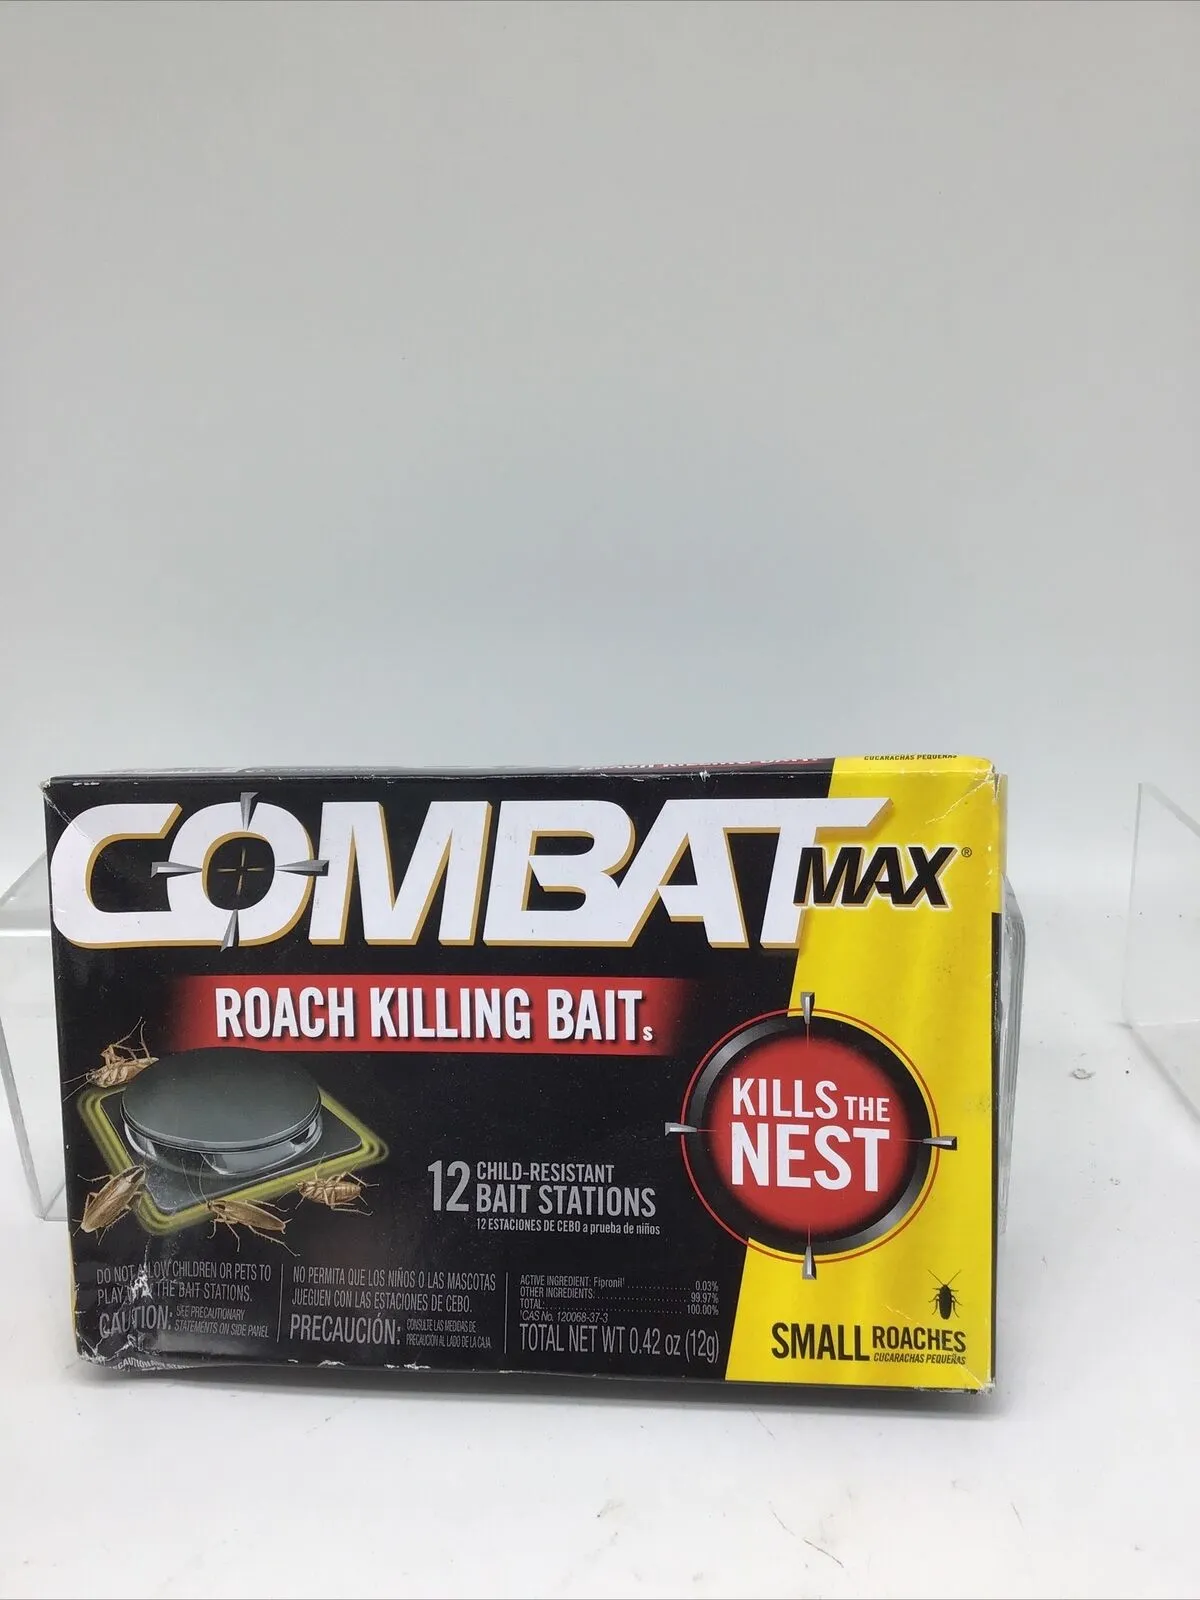 CUCARACHAS PEQUEÑAS
COMBAT MAX®
ROACH KILLING BAITs
KILLS THE
NEST
12 CHILD-RESISTANT
BAIT STATIONS
12 ESTACIONES DE CEBO a prueba de niños
DO NOT ALLOW CHILDREN OR PETS TO
PLAY THE BAIT STATIONS.
CAUTION: SEE PRECAUTIONARY
STATEMENTS ON SIDE PANEL
NO PERMITA QUE LOS NIÑOS O LAS MASCOTAS
JUEGUEN CON LAS ESTACIONES DE CEBO.
PRECAUCIÓN: CONSULTE LAS MEDIDAS DE
PRECAUCIÓN AL LADO DE LA CAJA
ACTIVE INGREDIENT: Fipronil¹ .................... 0.03%
OTHER INGREDIENTS: .................... 99.97%
TOTAL: .................... 100.00%
¹CAS No. 120068-37-3
TOTAL NET WT 0.42 oz (12g)
SMALL ROACHES
CUCARACHAS PEQUEÑAS